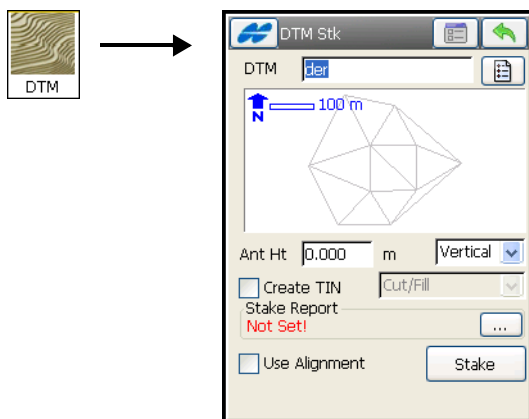 DTM
DTM Stk
DTM der
100 m
N
Ant Ht 0.000 m Vertical
Create TIN Cut/Fill
Stake Report
Not Set! ...
Use Alignment Stake